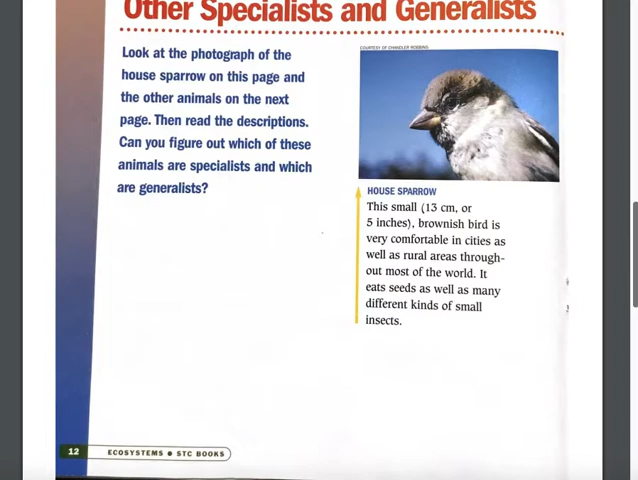 Other Specialists and Generalists
Look at the photograph of the
house sparrow on this page and
the other animals on the next
page. Then read the descriptions.
Can you figure out which of these
animals are specialists and which
are generalists?
COURTESY OF CHANDLER ROBBINS
HOUSE SPARROW
This small (13 cm, or
5 inches), brownish bird is
very comfortable in cities as
well as rural areas through-
out most of the world. It
eats seeds as well as many
different kinds of small
insects.
12 ECOSYSTEMS ● STC BOOKS